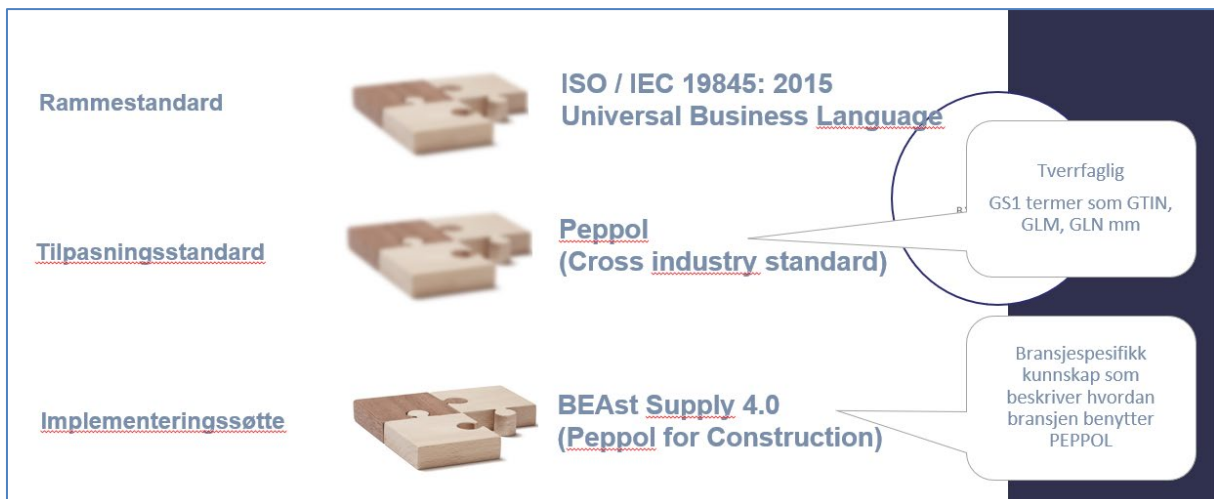 Rammestandard
ISO / IEC 19845: 2015
Universal Business Language
Tverrfaglig
GS1 termer som GTIN,
GLM, GLN mm
Tilpasningsstandard
Peppol
(Cross industry standard)
Implementeringssøtte
BEAst Supply 4.0
(Peppol for Construction)
Bransjespesifikk
kunnskap som
beskriver hvordan
bransjen benytter
PEPPOL